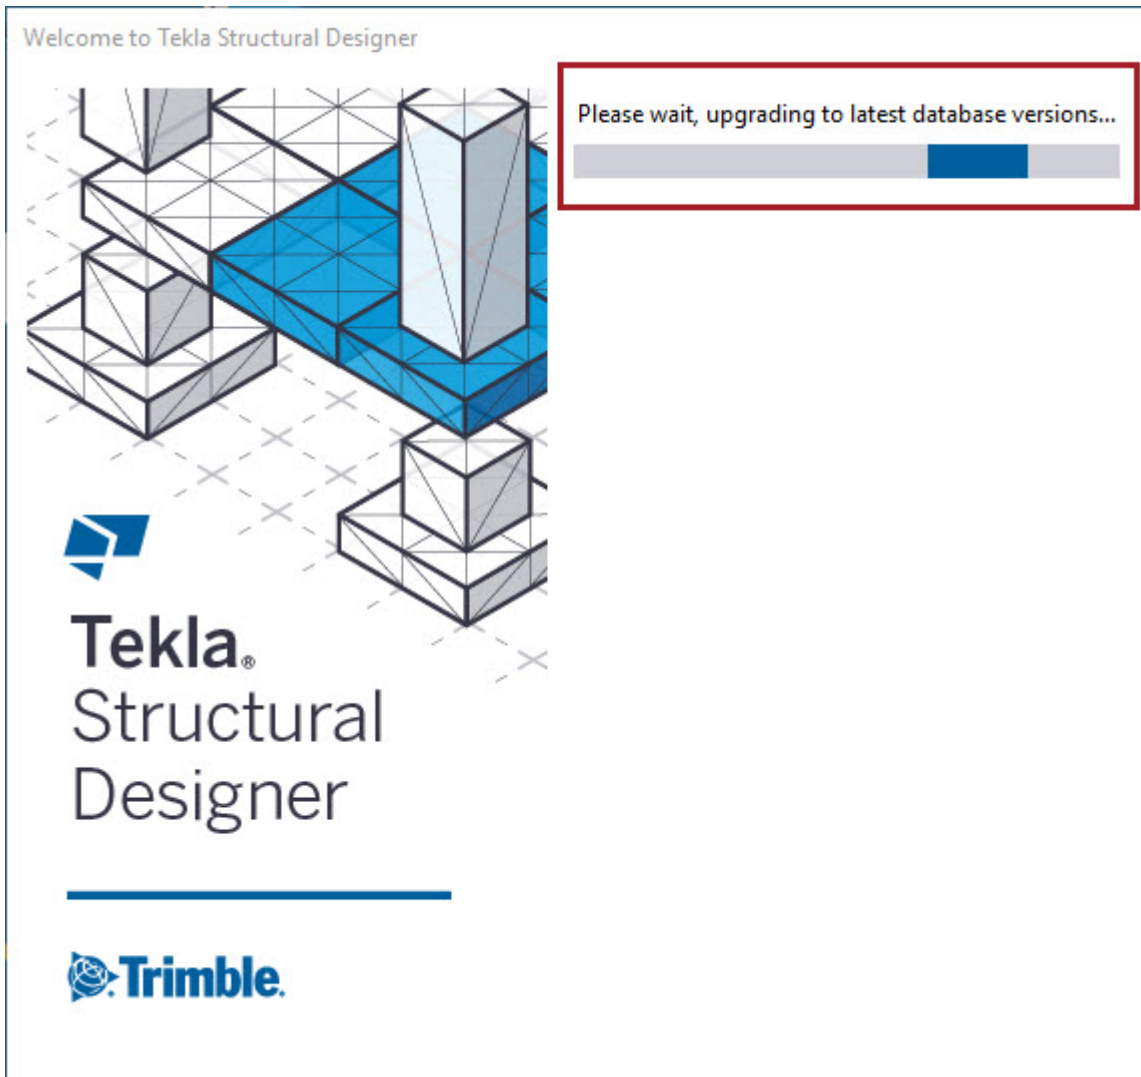 Welcome to Tekla Structural Designer
Please wait, upgrading to latest database versions...
Tekla®
Structural
Designer
Trimble.